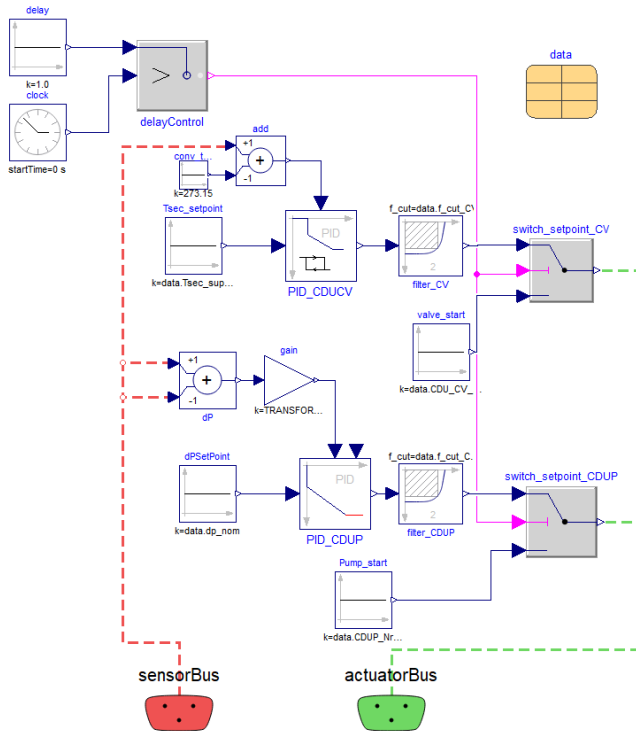 delay
k=1.0
clock
startTime=0 s
>
delayControl
data
add
+1
+
-1
conv_t...
k=273.15
Tsec_setpoint
k=data.Tsec_sup...
PID
PID_CDUCV
f_cut=data.f_cut_CV
2
filter_CV
switch_setpoint_CV
valve_start
k=data.CDU_CV_...
+1
+
-1
dP
gain
k=TRANSFOR...
dPSetPoint
k=data.dp_nom
PID
PID_CDUP
f_cut=data.f_cut_C...
2
filter_CDUP
switch_setpoint_CDUP
Pump_start
k=data.CDUP_Nr...
sensorBus
actuatorBus